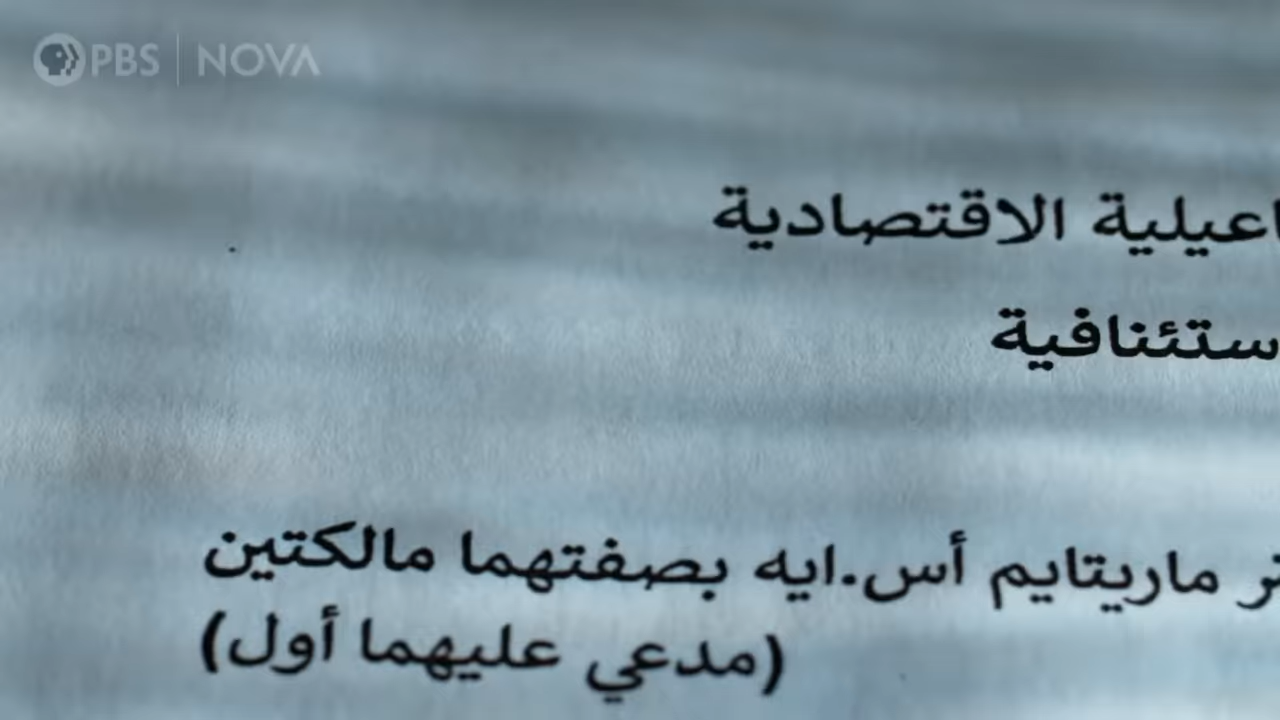 PBS | NOVA
اعيلية الاقتصادية
ستئنافية
ماريتايم أس.ايه بصفتهما مالكتين
(مدعي عليهما أول)